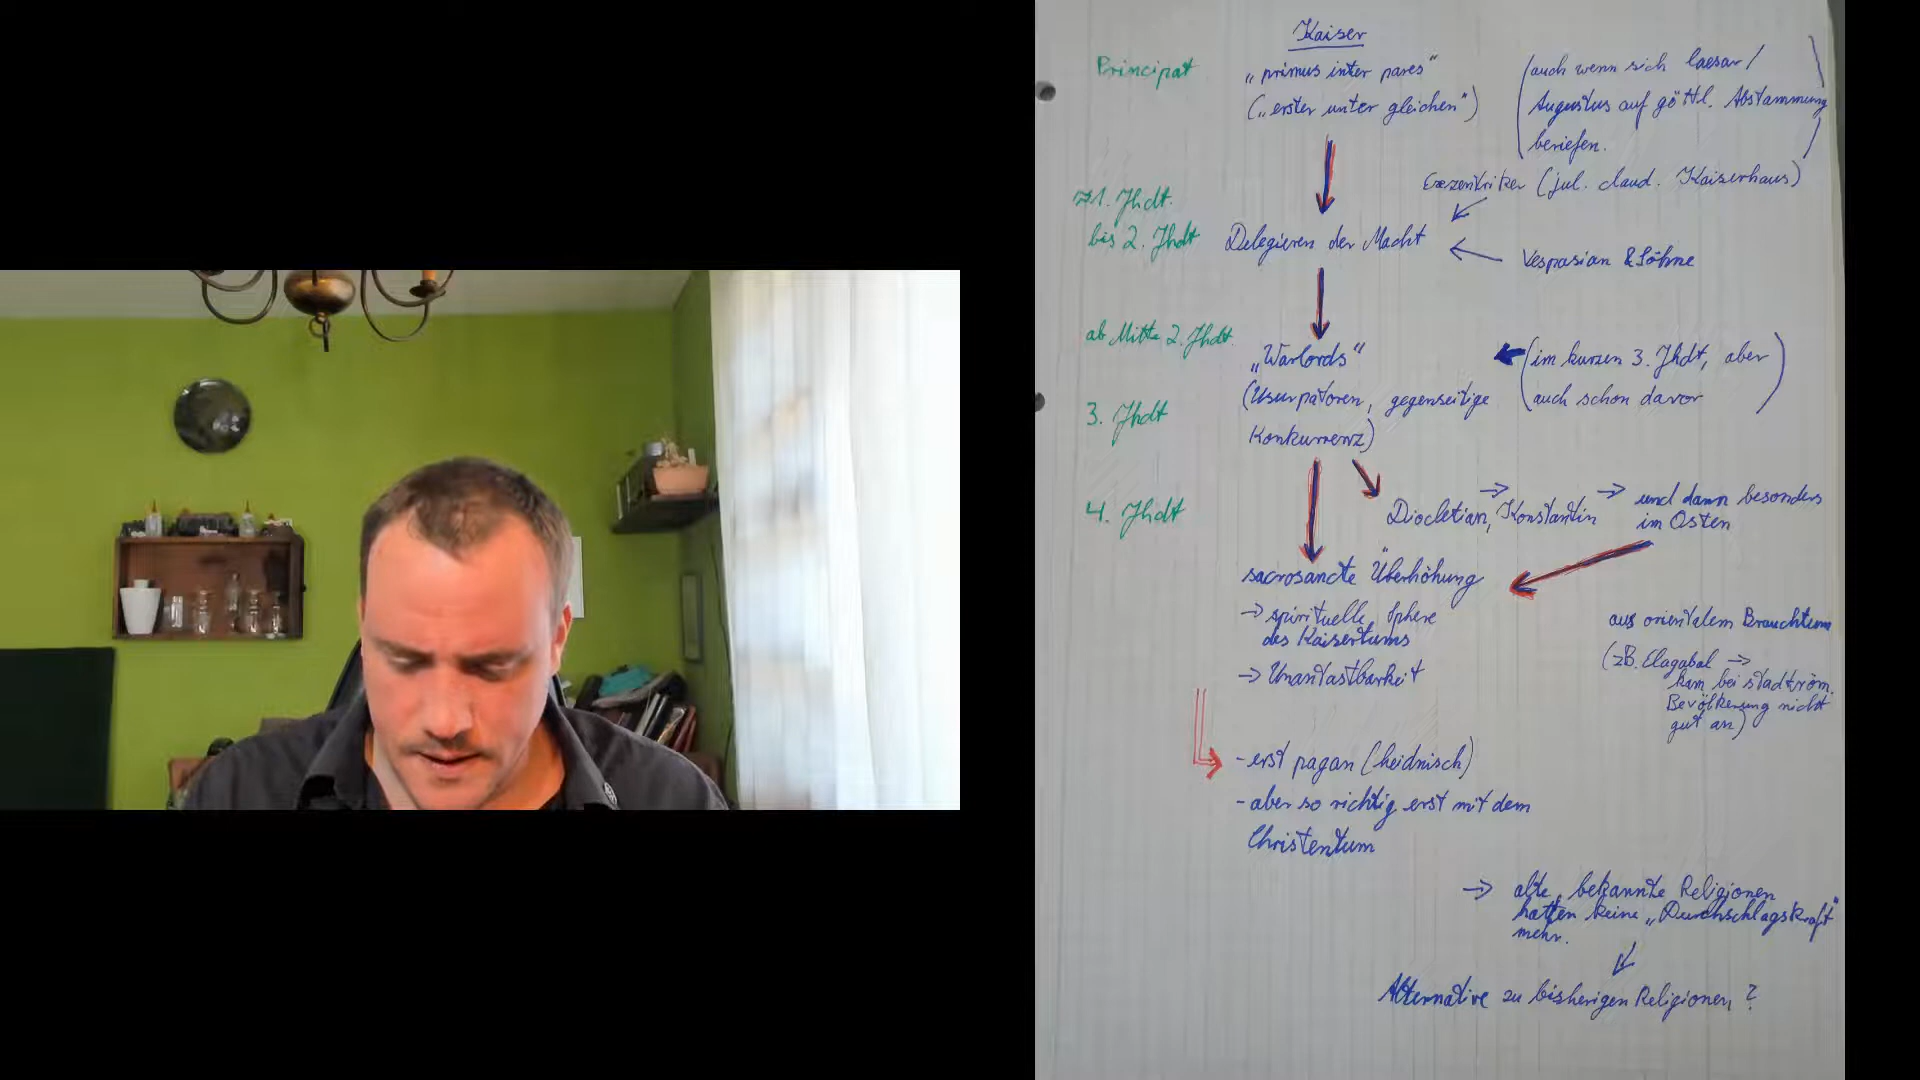 Kaiser
Principat
„primus inter pares“
(„erster unter gleichen“)
(auch wenn sich Caesar/
Augustus auf göttl. Abstammung
beriefen.)
Exzentriker (jul. claud. Kaiserhaus)
1. Jhdt.
bis 2. Jhdt
Delegieren der Macht
Vespasian & Söhne
ab Mitte 2. Jhdt.
„Warlords“
(im kurzen 3. Jhdt, aber
auch schon davor)
(Usurpatoren, gegenseitige
Konkurrenz)
3. Jhdt
4. Jhdt
Diocletian, → Konstantin → und dann besonders
im Osten
sacrosancte Überhöhung
→ spirituelle Sphere
des Kaisertums
→ Unantastbarkeit
aus orientalem Brauchtum
(zB. Elagabal →
kam bei stadtröm.
Bevölkerung nicht
gut an)
- erst pagan (heidnisch)
- aber so richtig erst mit dem
Christentum
→ alte, bekannte Religionen
hatten keine „Durchschlagskraft“
mehr.
Alternative zu bisherigen Religionen?